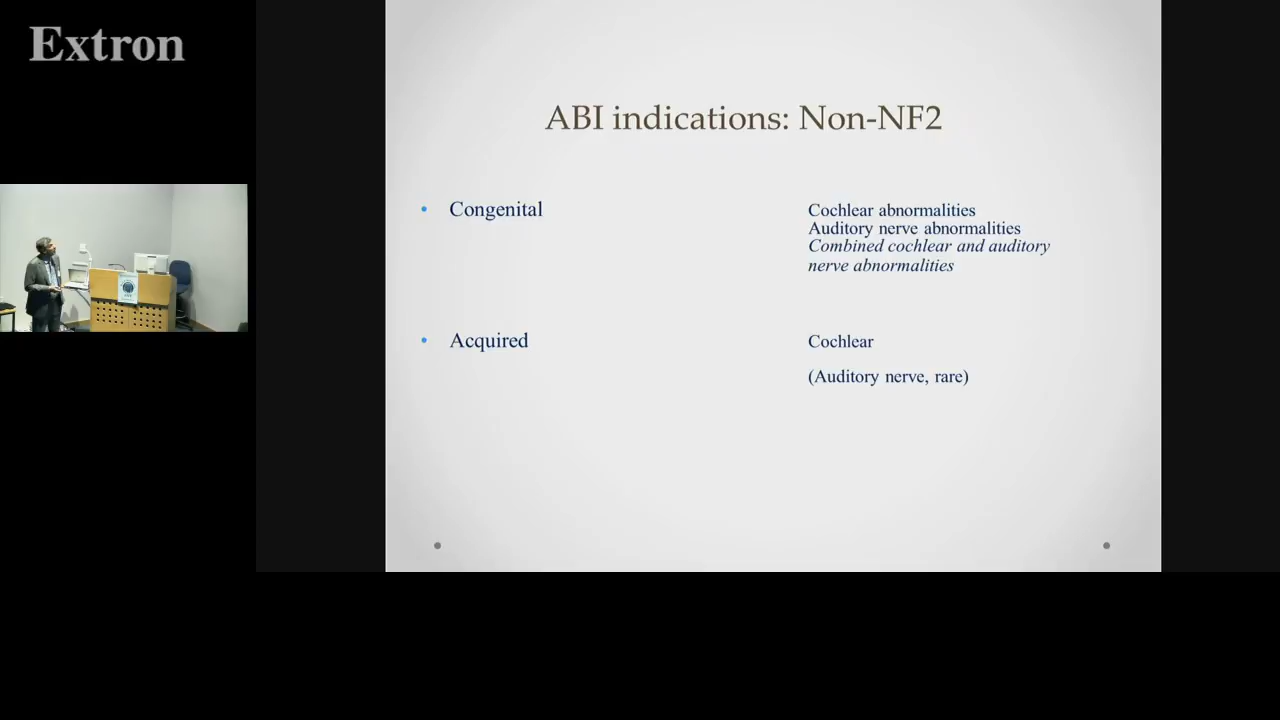 Extron
ABI indications: Non-NF2
• Congenital
Cochlear abnormalities
Auditory nerve abnormalities
Combined cochlear and auditory
nerve abnormalities
• Acquired
Cochlear
(Auditory nerve, rare)